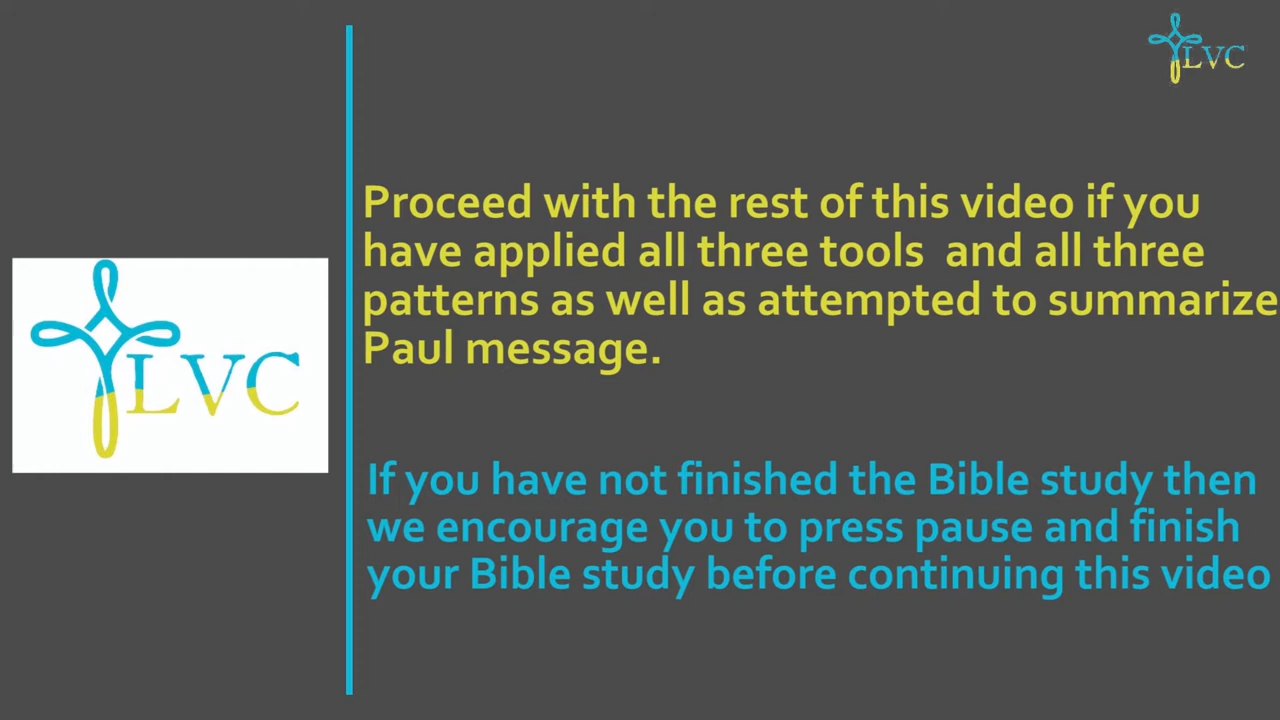 LVC
Proceed with the rest of this video if you
have applied all three tools and all three
patterns as well as attempted to summarize
Paul message.
LVC
If you have not finished the Bible study then
we encourage you to press pause and finish
your Bible study before continuing this video